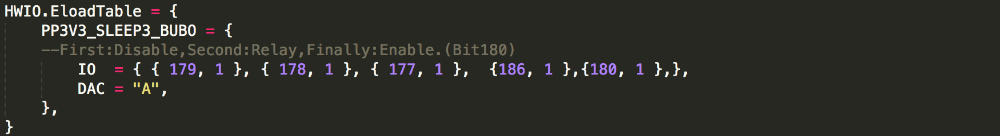 HWIO.EloadTable = {
    PP3V3_SLEEP3_BUBO = {
    --First:Disable,Second:Relay,Finally:Enable.(Bit180)
        IO  = { { 179, 1 }, { 178, 1 }, { 177, 1 },  {186, 1 },{180, 1 },},
        DAC = "A",
    },
}